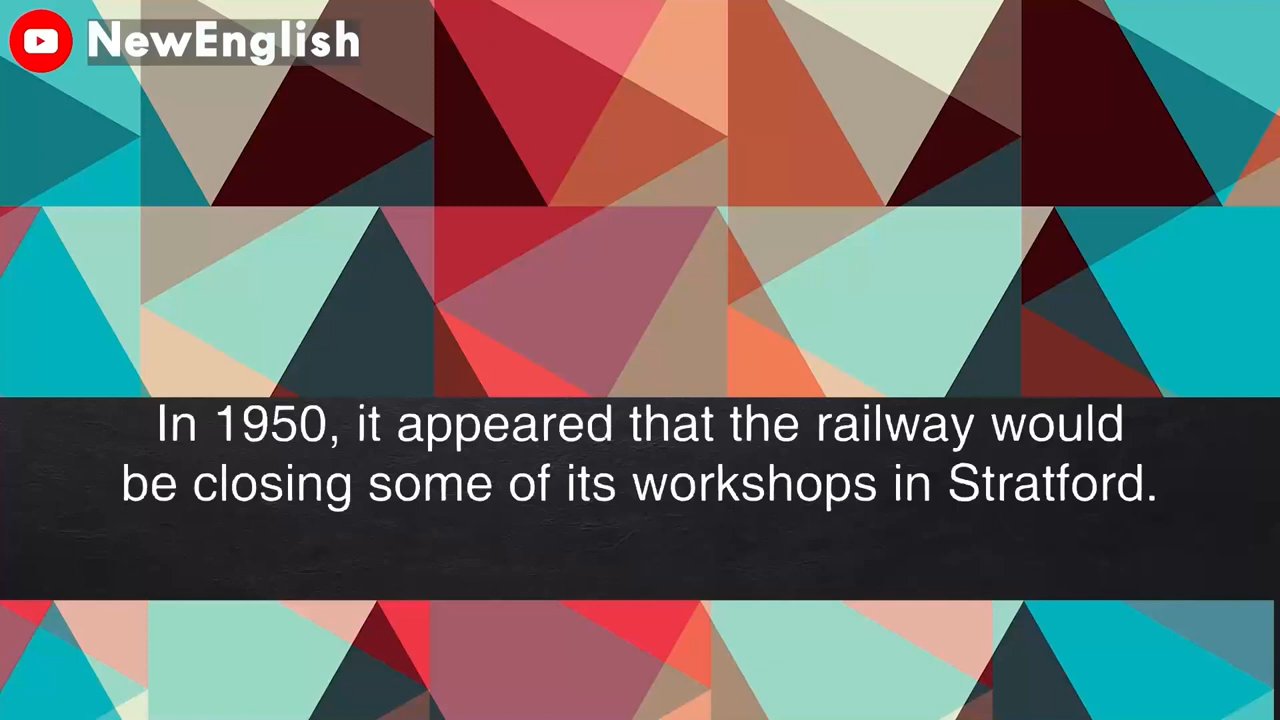 NewEnglish
In 1950, it appeared that the railway would
be closing some of its workshops in Stratford.